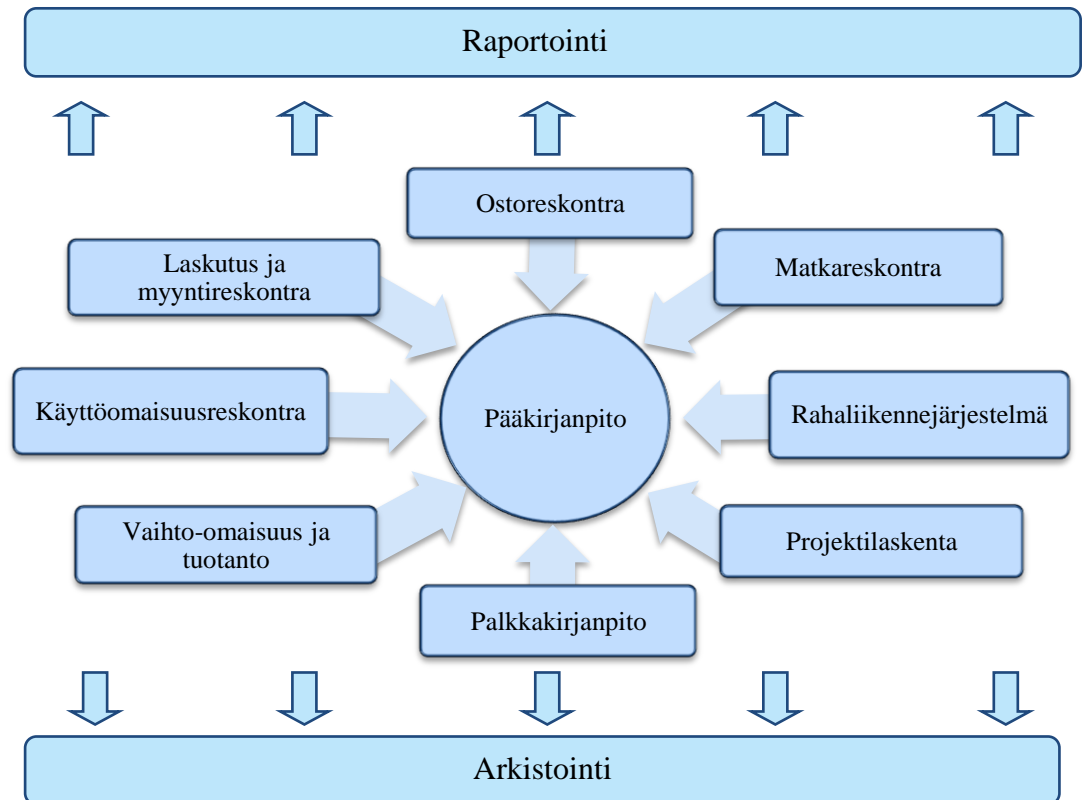 Raportointi
Ostoreskontra
Laskutus ja
myyntireskontra
Matkareskontra
Käyttöomaisuusreskontra
Pääkirjanpito
Rahaliikennejärjestelmä
Vaihto-omaisuus ja
tuotanto
Projektilaskenta
Palkkakirjanpito
Arkistointi